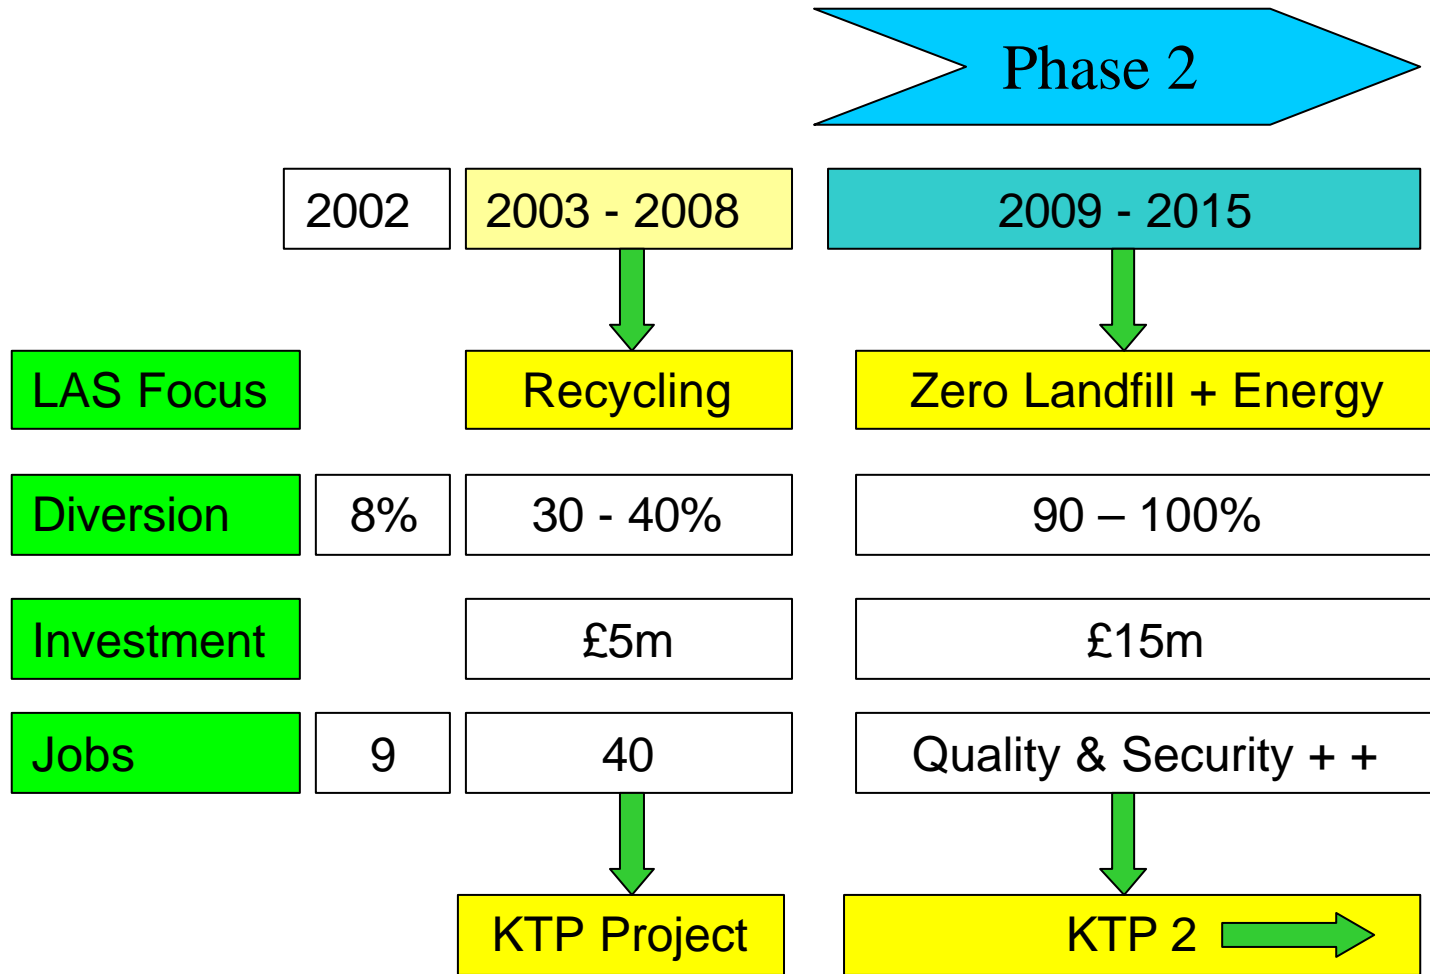 Phase 2
2002 2003 - 2008 2009 - 2015
LAS Focus Recycling Zero Landfill + Energy
Diversion 8% 30 - 40% 90 – 100%
Investment £5m £15m
Jobs 9 40 Quality & Security + +
KTP Project KTP 2